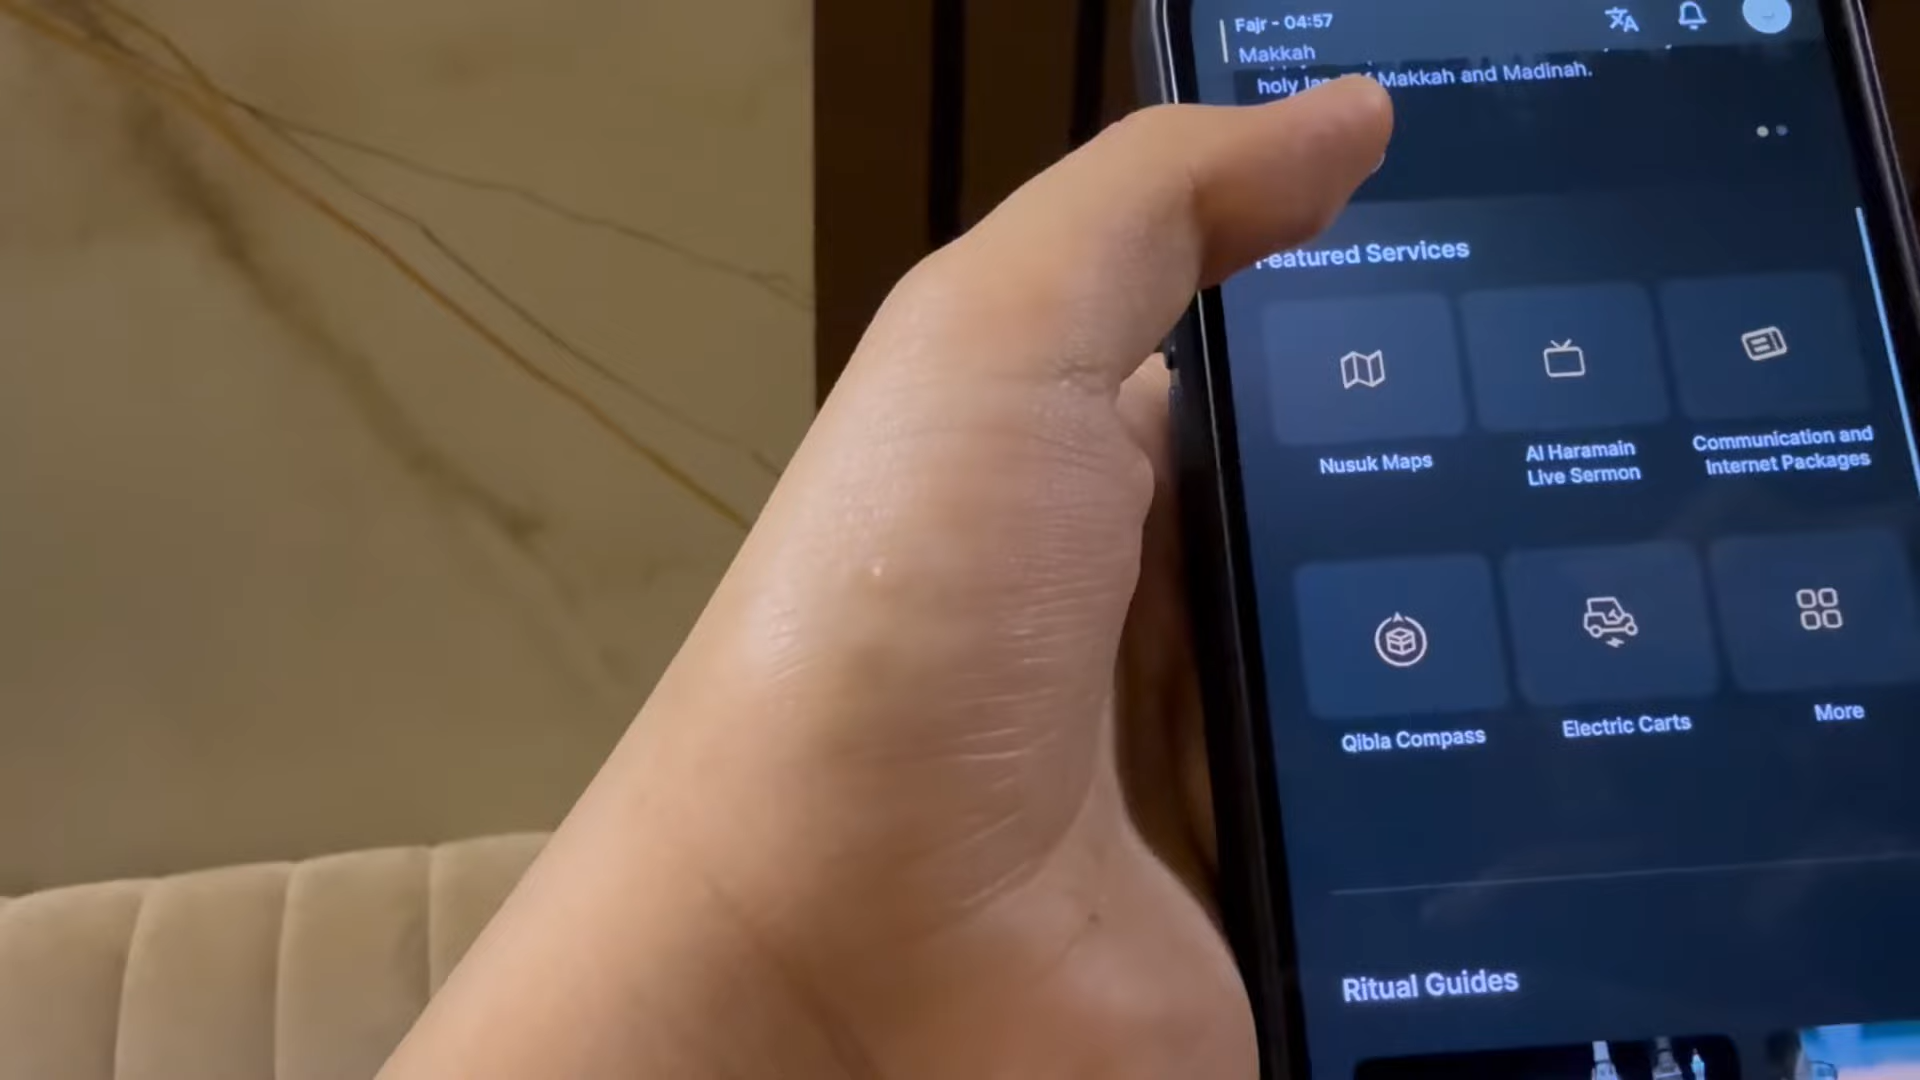 Fajr - 04:57
Makkah
holy Makkah and Madinah.
Featured Services
Nusuk Maps
Al Haramain
Live Sermon
Communication and
Internet Packages
Qibla Compass
Electric Carts
More
Ritual Guides